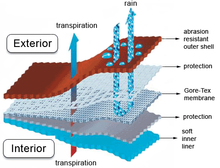 rain
transpiration
abrasion
resistant
outer shell
Exterior
protection
Gore-Tex
membrane
protection
Interior
soft
inner
liner
transpiration